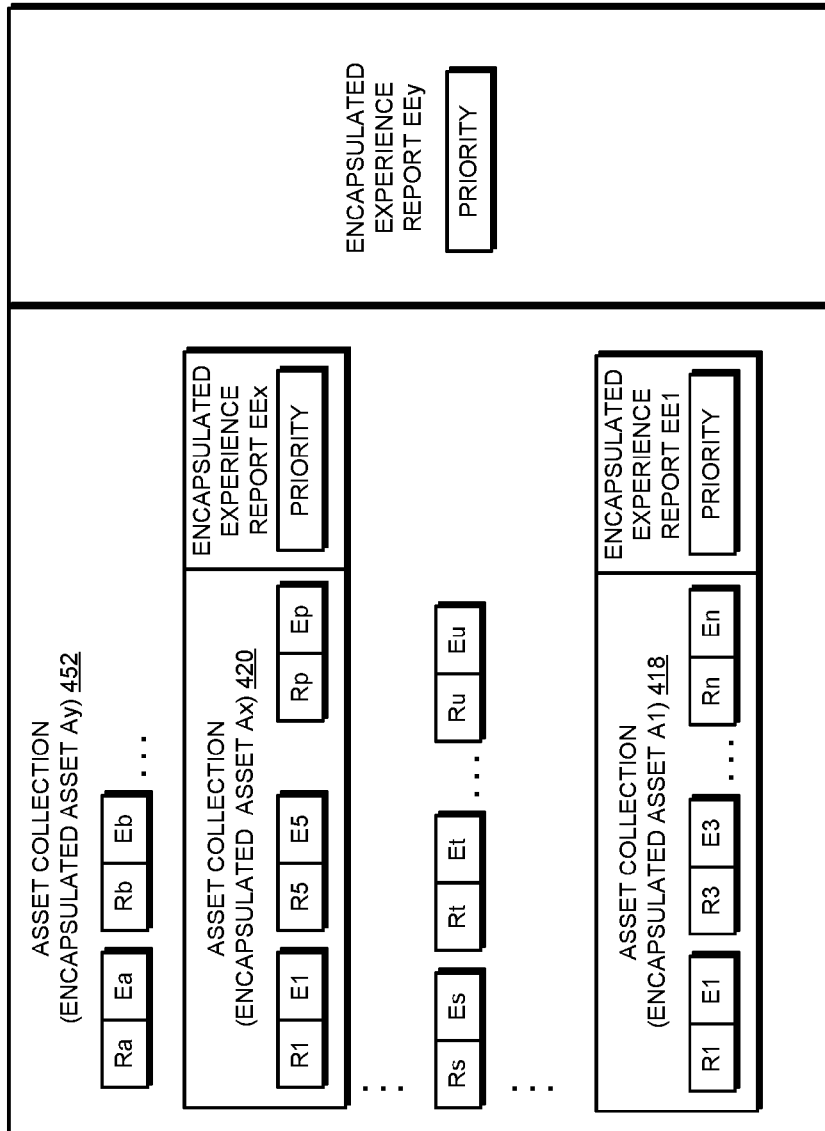 ASSET COLLECTION
(ENCAPSULATED ASSET Ay) 452
Ra Ea Rb Eb ...
ASSET COLLECTION
(ENCAPSULATED ASSET Ax) 420
R1 E1 R5 E5 Rp Ep
ENCAPSULATED
EXPERIENCE
REPORT EEx
PRIORITY
...
Rs Es Rt Et ... Ru Eu
...
ASSET COLLECTION
(ENCAPSULATED ASSET A1) 418
R1 E1 R3 E3 ... Rn En
ENCAPSULATED
EXPERIENCE
REPORT EE1
PRIORITY
ENCAPSULATED
EXPERIENCE
REPORT EEy
PRIORITY